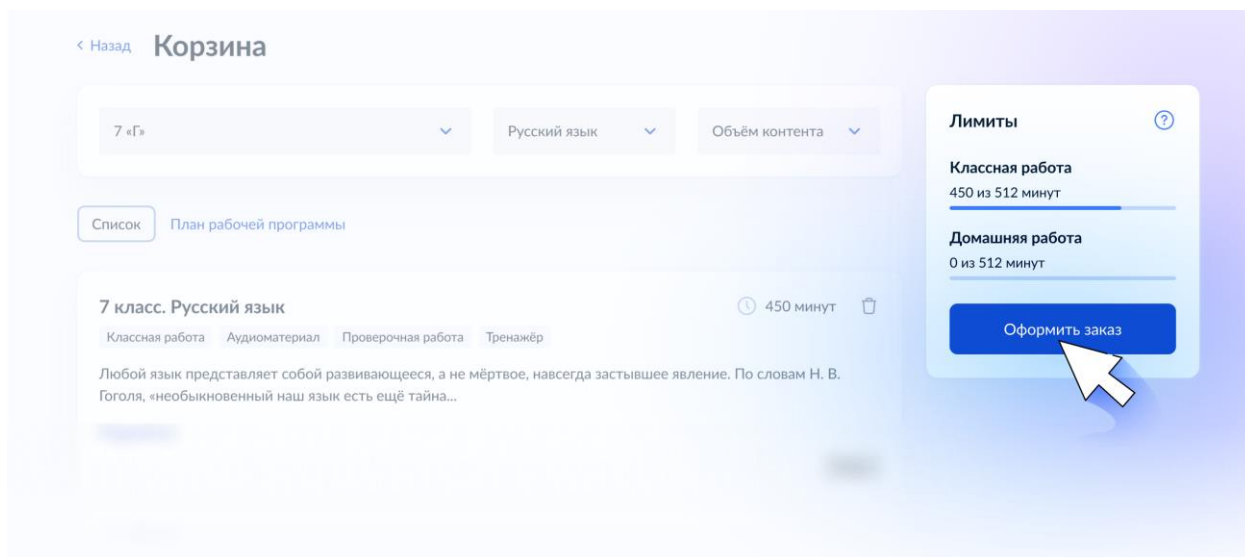 Назад Корзина
7 «Г» Русский язык Объём контента
Список План рабочей программы
7 класс. Русский язык 450 минут
Классная работа Аудиоматериал Проверочная работа Тренажёр
Любой язык представляет собой развивающееся, а не мёртвое, навсегда застывшее явление. По словам Н. В.
Гоголя, «необыкновенный наш язык есть ещё тайна...
Лимиты ?
Классная работа
450 из 512 минут
Домашняя работа
0 из 512 минут
Оформить заказ